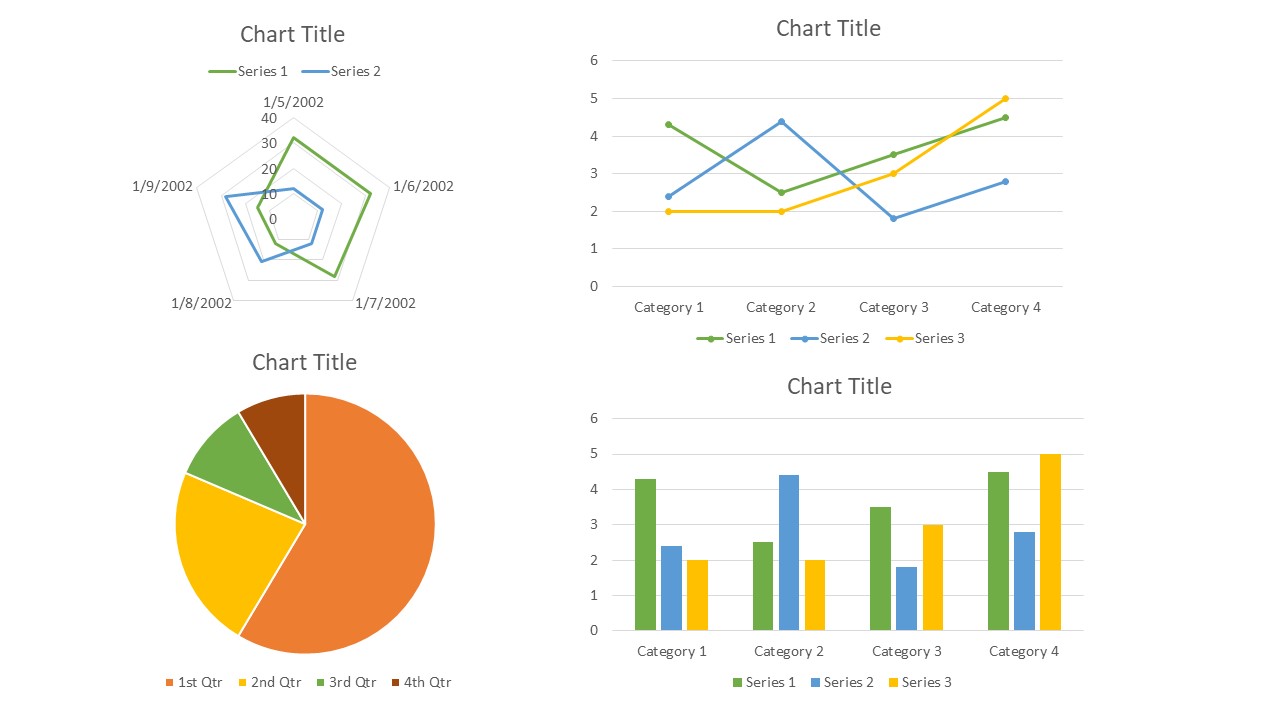 Chart Title
Series 1 Series 2
1/5/2002
40
30
20
10
0
1/9/2002
1/6/2002
1/8/2002
1/7/2002
Chart Title
6
5
4
3
2
1
0
Category 1 Category 2 Category 3 Category 4
Series 1 Series 2 Series 3
Chart Title
1st Qtr 2nd Qtr 3rd Qtr 4th Qtr
Chart Title
6
5
4
3
2
1
0
Category 1 Category 2 Category 3 Category 4
Series 1 Series 2 Series 3